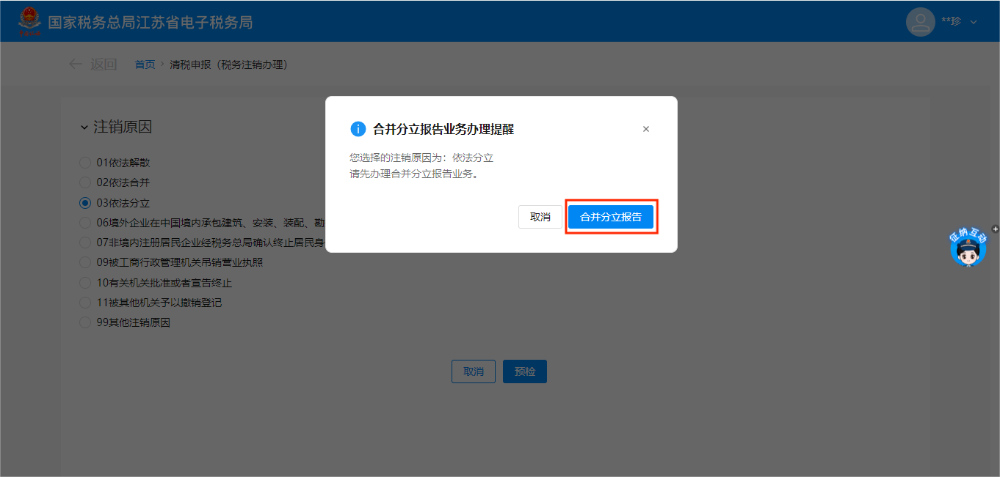 国家税务总局江苏省电子税务局
**珍
返回 首页 › 清税申报（税务注销办理）
注销原因
01依法解散
02依法合并
03依法分立
06境外企业在中国境内承包建筑、安装、装配、勘
07非境内注册居民企业经税务总局确认终止居民身
09被工商行政管理机关吊销营业执照
10有关机关批准或者宣告终止
11被其他机关予以撤销登记
99其他注销原因
取消 预检
合并分立报告业务办理提醒
您选择的注销原因为：依法分立
请先办理合并分立报告业务。
取消 合并分立报告
征纳互动